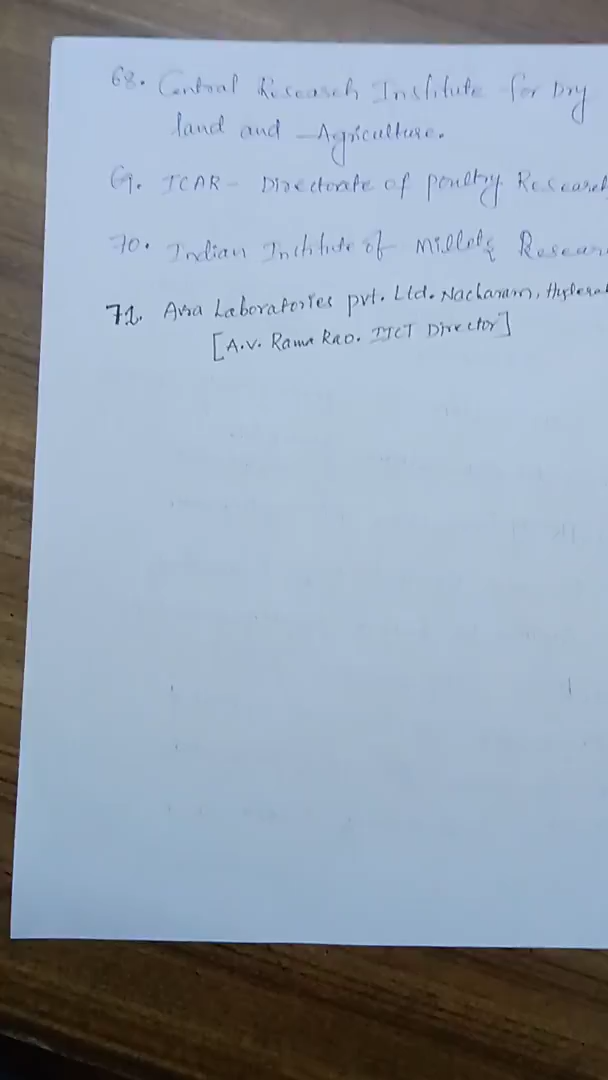 68. Central Research Institute for Dry
land and Agriculture.
69. ICAR - Directorate of poultry Research
70. Indian Institute of Millets Resear
71. Avra Laboratories pvt. Ltd. Nacharam, Hyderab
[A.V. Rama Rao. IICT Director]